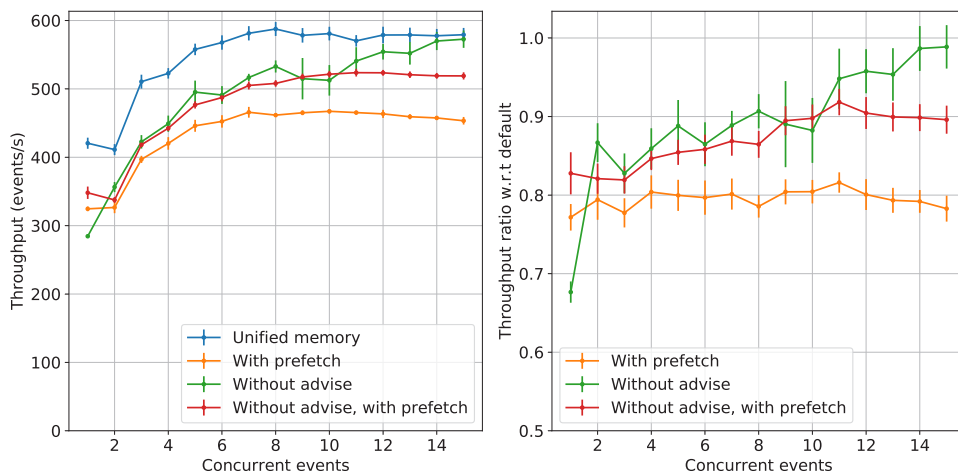 600
500
400
300
200
100
0
Throughput (events/s)
2 4 6 8 10 12 14
Concurrent events
Unified memory
With prefetch
Without advise
Without advise, with prefetch
1.0
0.9
0.8
0.7
0.6
0.5
Throughput ratio w.r.t default
2 4 6 8 10 12 14
Concurrent events
With prefetch
Without advise
Without advise, with prefetch